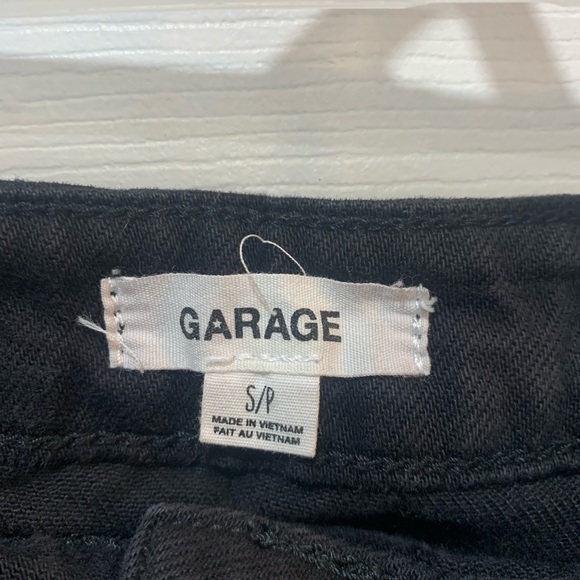 GARAGE
S/P
MADE IN VIETNAM
FAIT AU VIETNAM